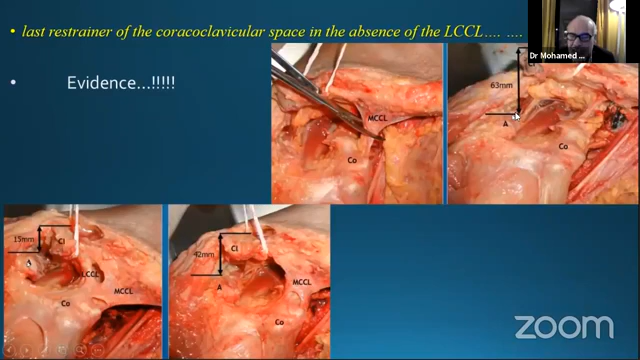 • last restrainer of the coracoclavicular space in the absence of the LCCL.... ....
• Evidence...!!!!!
Dr Mohamed ...
MCCL
Co
63mm
Cl
A
Co
15mm
Cl
A
LCCL
MCCL
Co
42mm
Cl
A
MCCL
Co
zoom